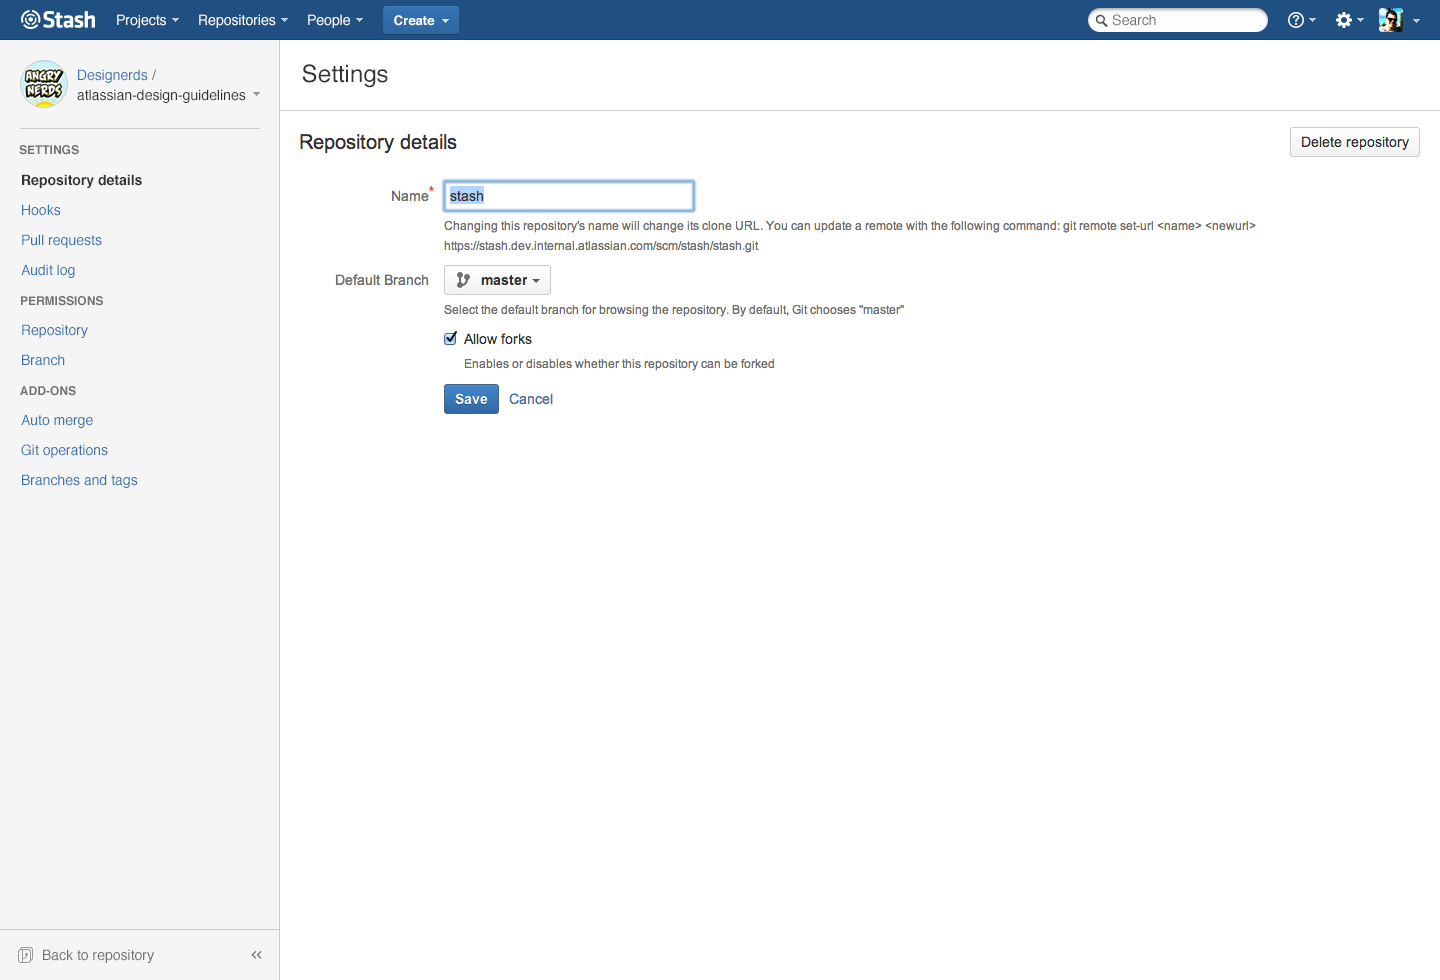 Stash Projects Repositories People Create Search
ANGRY NERDS
Designerds /
atlassian-design-guidelines
SETTINGS
Repository details
Hooks
Pull requests
Audit log
PERMISSIONS
Repository
Branch
ADD-ONS
Auto merge
Git operations
Branches and tags
Back to repository
Settings
Repository details Delete repository
Name* stash
Changing this repository's name will change its clone URL. You can update a remote with the following command: git remote set-url <name> <newurl>
https://stash.dev.internal.atlassian.com/scm/stash/stash.git
Default Branch master
Select the default branch for browsing the repository. By default, Git chooses "master"
Allow forks
Enables or disables whether this repository can be forked
Save Cancel